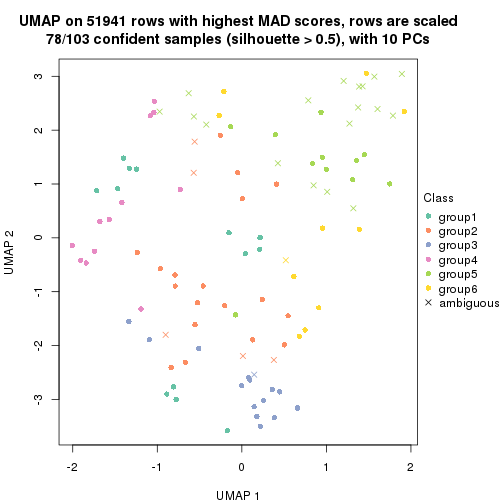 UMAP on 51941 rows with highest MAD scores, rows are scaled
78/103 confident samples (silhouette > 0.5), with 10 PCs
3
2
1
0
-1
-2
-3
UMAP 2
-2
-1
0
1
2
UMAP 1
Class
group1
group2
group3
group4
group5
group6
ambiguous